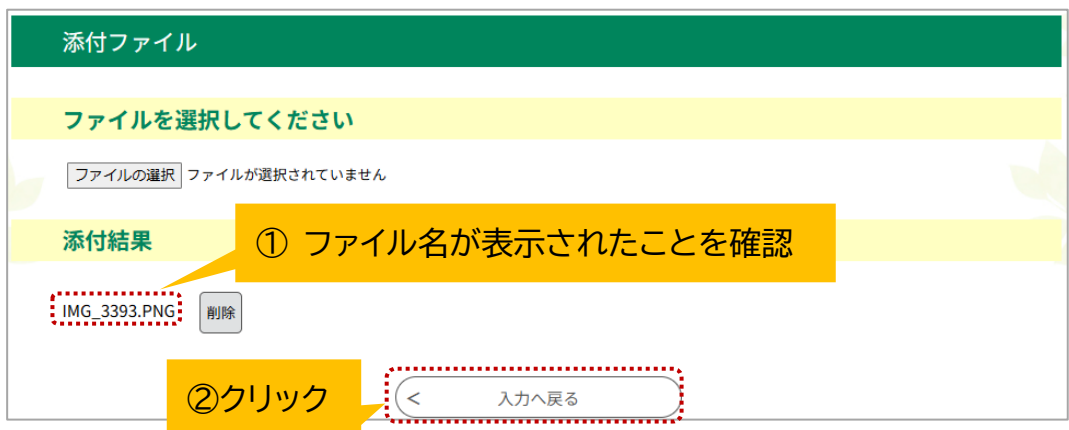 添付ファイル
ファイルを選択してください
ファイルの選択 ファイルが選択されていません
添付結果
① ファイル名が表示されたことを確認
IMG_3393.PNG 削除
②クリック
< 入力へ戻る